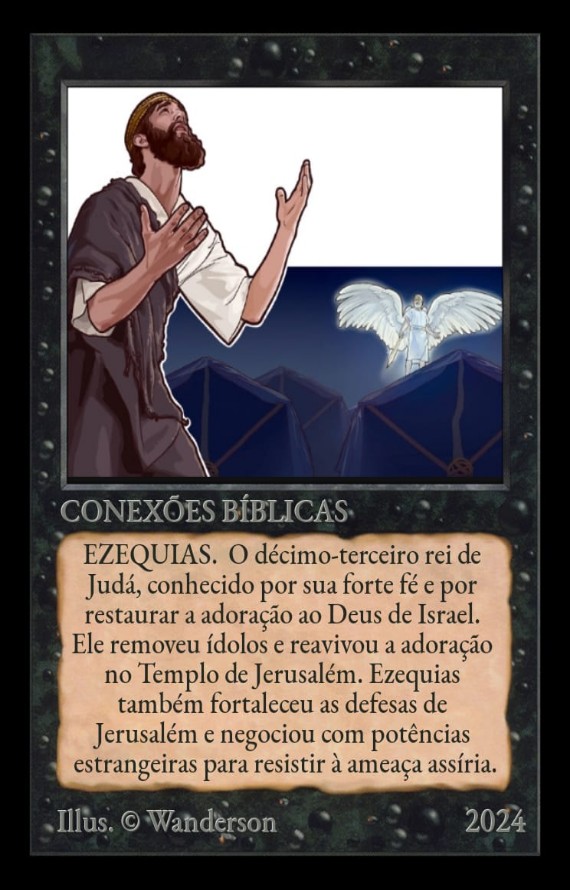 CONEXÕES BÍBLICAS
EZEQUIAS. O décimo-terceiro rei de
Judá, conhecido por sua forte fé e por
restaurar a adoração ao Deus de Israel.
Ele removeu ídolos e reavivou a adoração
no Templo de Jerusalém. Ezequias
também fortaleceu as defesas de
Jerusalém e negociou com potências
estrangeiras para resistir à ameaça assíria.
Illus. © Wanderson
2024